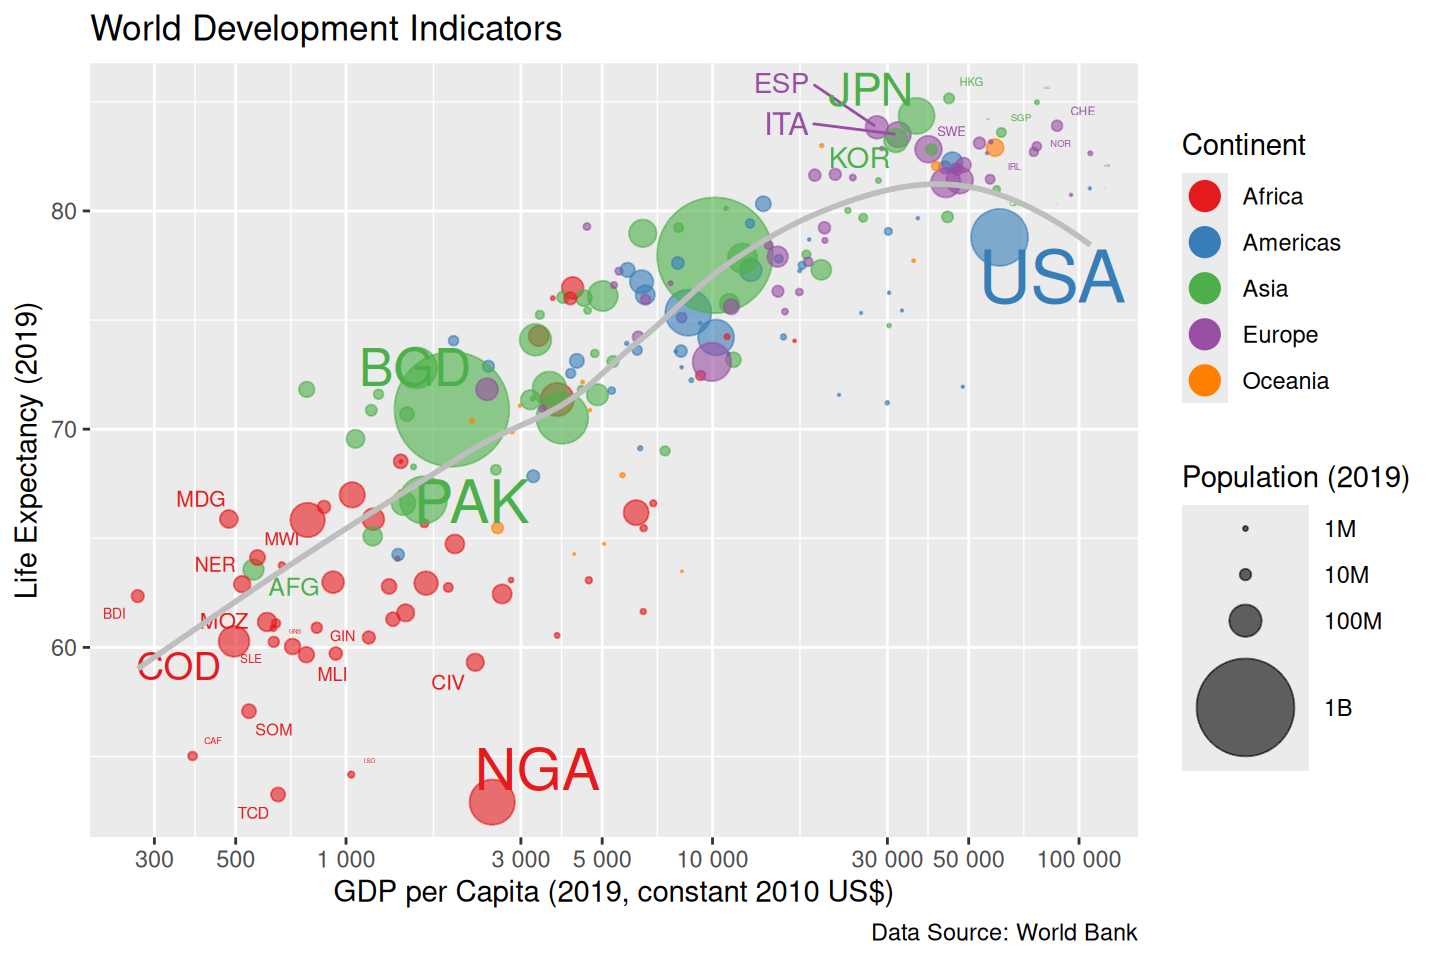 World Development Indicators
Life Expectancy (2019)
80
70
60
ESP
JPN
HKG
ITA
SGP
CHE
SWE
KOR
NOR
IRL
USA
BGD
PAK
MDG
MWI
NER
AFG
BDI
MOZ
GNB
GIN
COD
SLE
MLI
CIV
SOM
CAF
NGA
LSO
TCD
300
500
1 000
3 000
5 000
10 000
30 000
50 000
100 000
GDP per Capita (2019, constant 2010 US$)
Data Source: World Bank
Continent
Africa
Americas
Asia
Europe
Oceania
Population (2019)
1M
10M
100M
1B